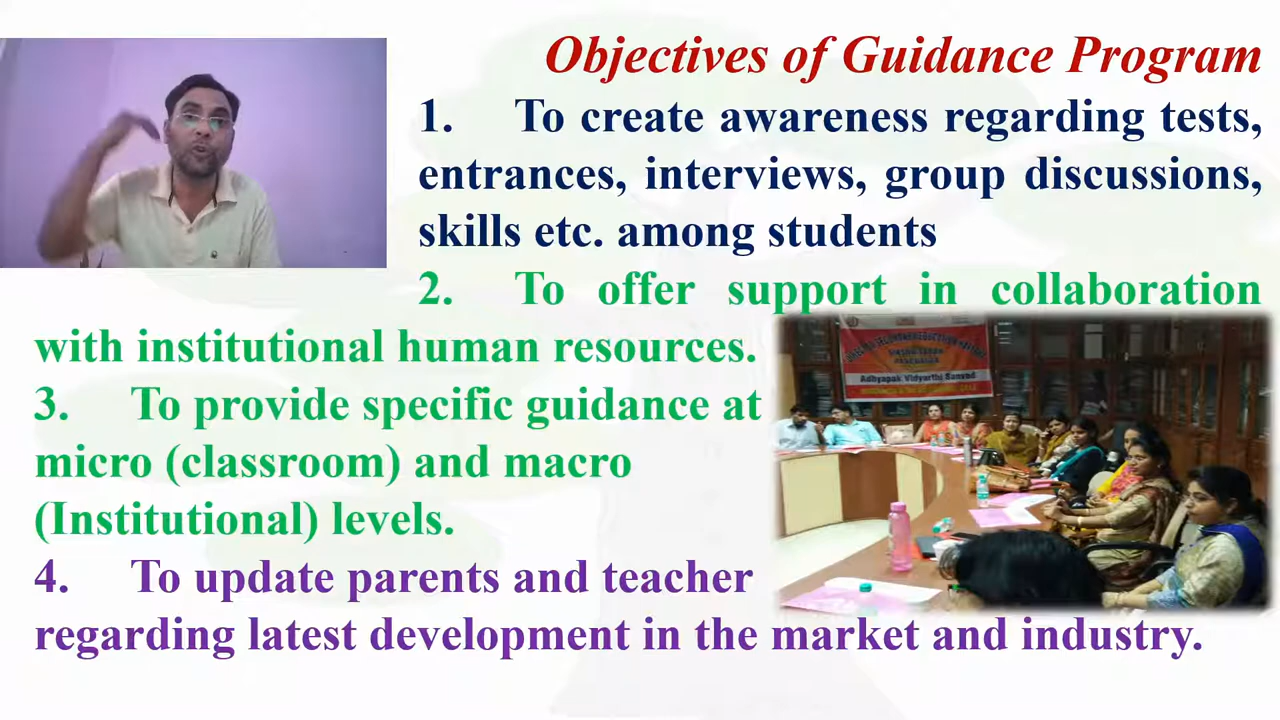 Objectives of Guidance Program
1. To create awareness regarding tests,
entrances, interviews, group discussions,
skills etc. among students
2. To offer support in collaboration
with institutional human resources.
3. To provide specific guidance at
micro (classroom) and macro
(Institutional) levels.
4. To update parents and teacher
regarding latest development in the market and industry.
Adhyapak Vidyarthi Sanvad